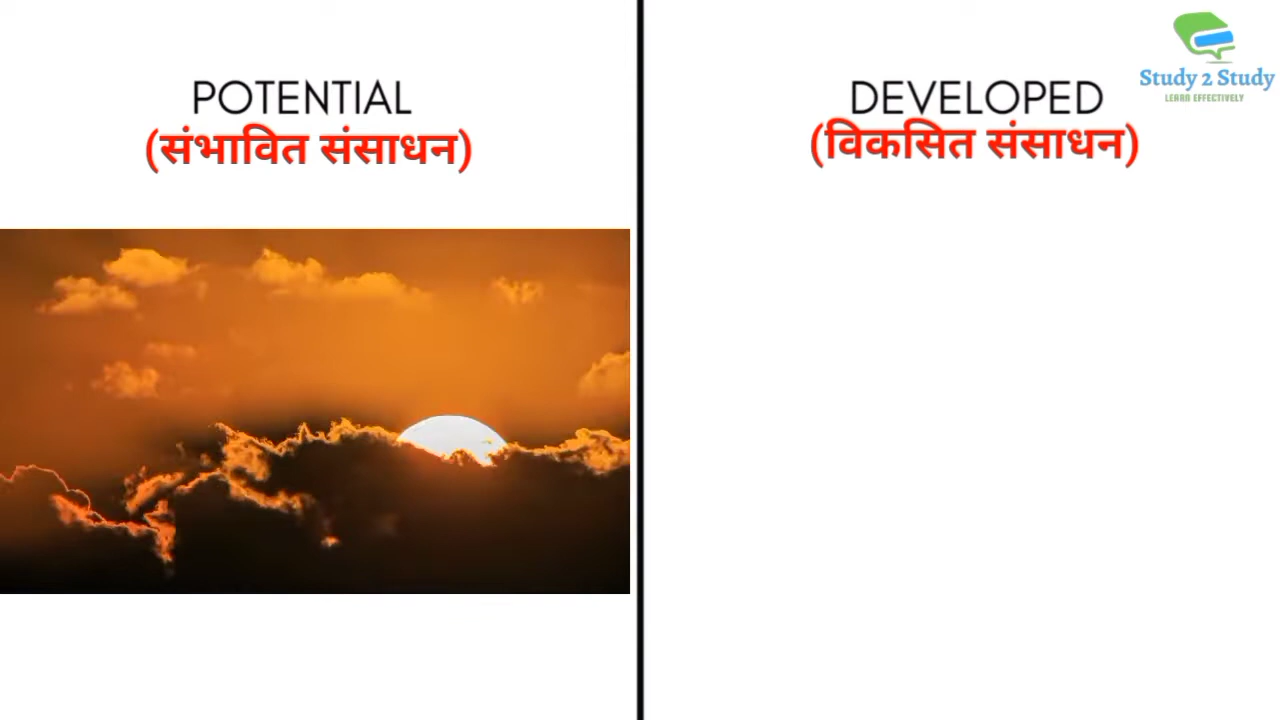 POTENTIAL
(संभावित संसाधन)
DEVELOPED
(विकसित संसाधन)
Study 2 Study
LEARN EFFECTIVELY